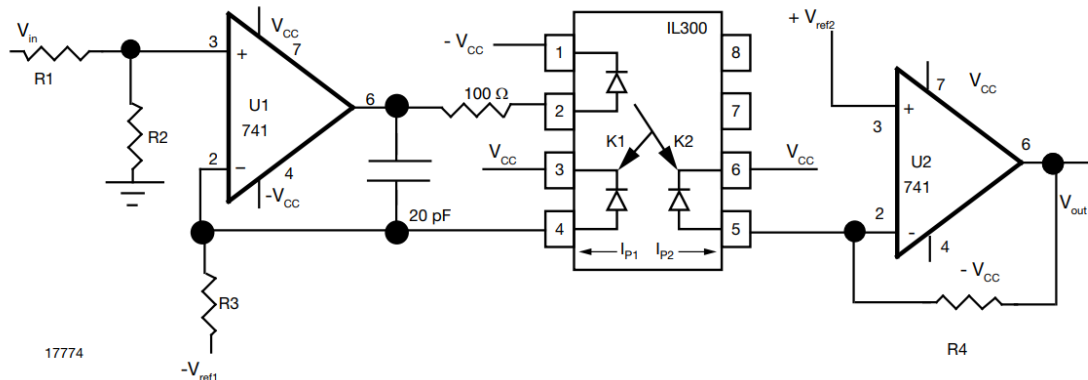 Vin
R1
R2
3
+
VCC
7
U1
741
6
2
−
4
-VCC
20 pF
R3
-Vref1
17774
100 Ω
- VCC
VCC
IL300
1
2
3
4
8
7
6
5
K1
K2
IP1
IP2
VCC
+ Vref2
7
VCC
+
3
U2
741
6
2
-
4
- VCC
Vout
R4